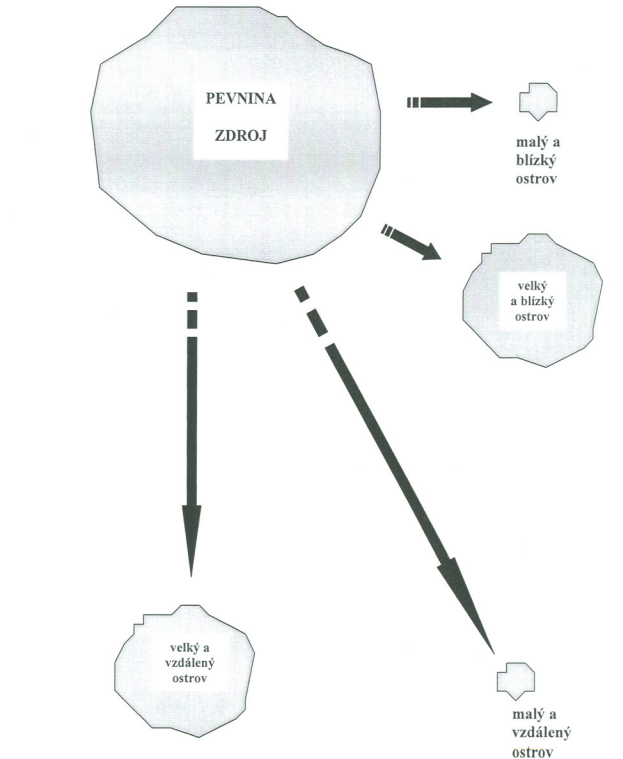 PEVNINA
ZDROJ
malý a
blízký
ostrov
velký
a blízký
ostrov
velký a
vzdálený
ostrov
malý a
vzdálený
ostrov